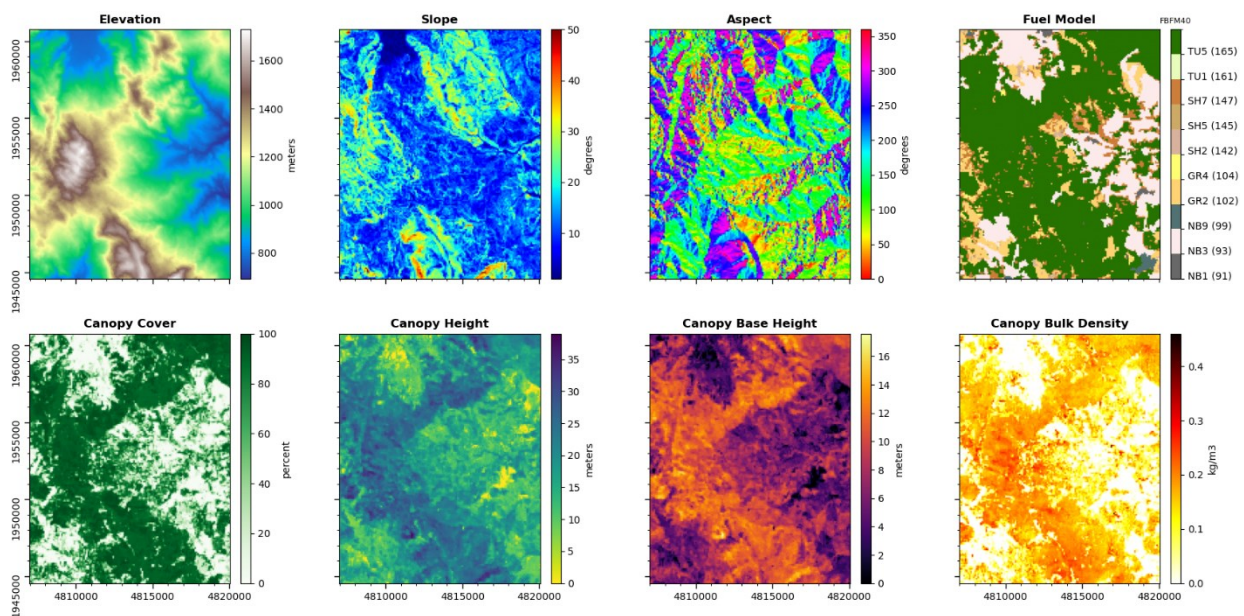 Elevation
Slope
Aspect
Fuel Model
FBFM40
1960000
1955000
1950000
1945000
1600
1400
1200
1000
800
meters
50
40
30
20
10
degrees
350
300
250
200
150
100
50
0
degrees
TU5 (165)
TU1 (161)
SH7 (147)
SH5 (145)
SH2 (142)
GR4 (104)
GR2 (102)
NB9 (99)
NB3 (93)
NB1 (91)
Canopy Cover
Canopy Height
Canopy Base Height
Canopy Bulk Density
1960000
1955000
1950000
1945000
100
80
60
40
20
0
percent
35
30
25
20
15
10
5
0
meters
16
14
12
10
8
6
4
2
0
meters
0.4
0.3
0.2
0.1
0.0
kg/m3
4810000 4815000 4820000
4810000 4815000 4820000
4810000 4815000 4820000
4810000 4815000 4820000